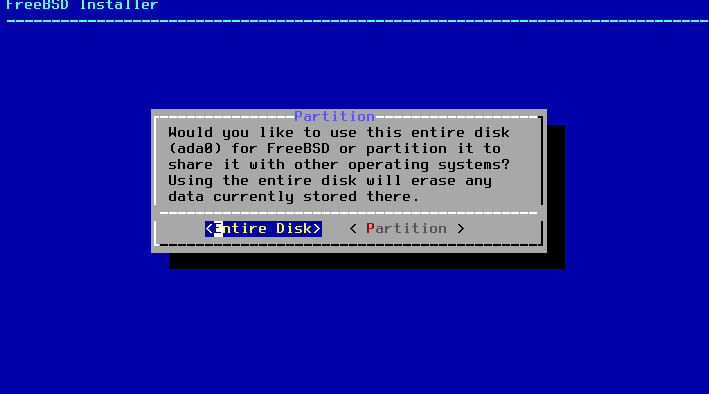 FreeBSD Installer
Partition
Would you like to use this entire disk
(ada0) for FreeBSD or partition it to
share it with other operating systems?
Using the entire disk will erase any
data currently stored there.
<Entire Disk> < Partition >